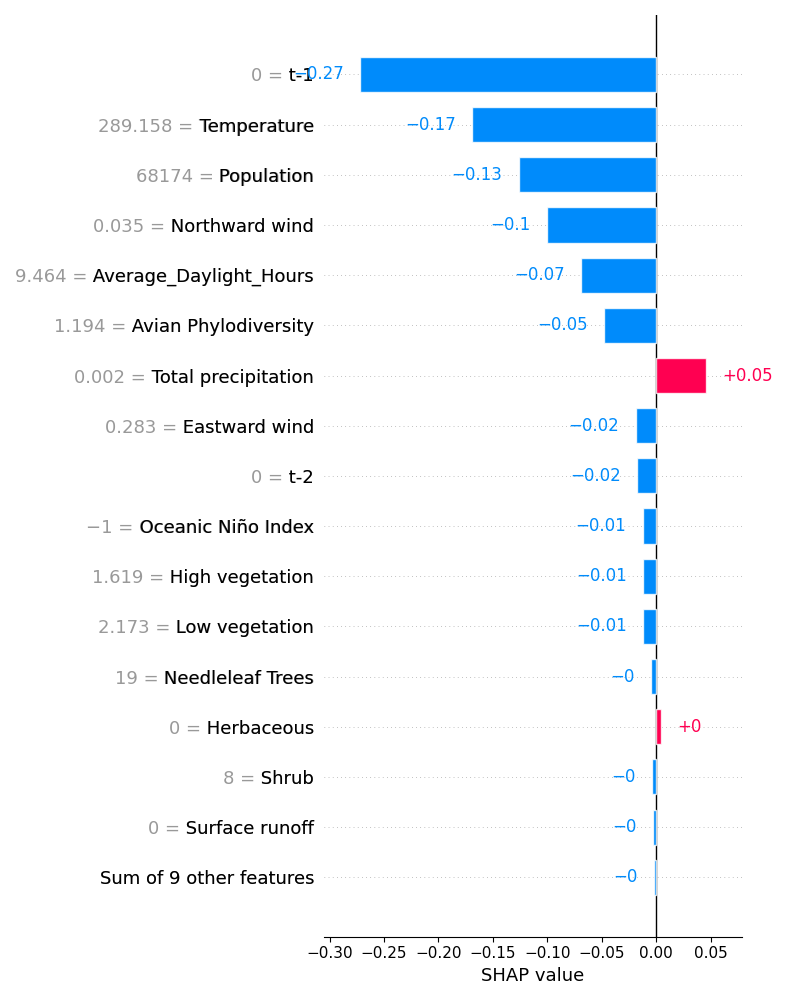 0 = t-1 −0.27
289.158 = Temperature −0.17
68174 = Population −0.13
0.035 = Northward wind −0.1
9.464 = Average_Daylight_Hours −0.07
1.194 = Avian Phylodiversity −0.05
0.002 = Total precipitation +0.05
0.283 = Eastward wind −0.02
0 = t-2 −0.02
−1 = Oceanic Niño Index −0.01
1.619 = High vegetation −0.01
2.173 = Low vegetation −0.01
19 = Needleleaf Trees −0
0 = Herbaceous +0
8 = Shrub −0
0 = Surface runoff −0
Sum of 9 other features −0
−0.30 −0.25 −0.20 −0.15 −0.10 −0.05 0.00 0.05
SHAP value